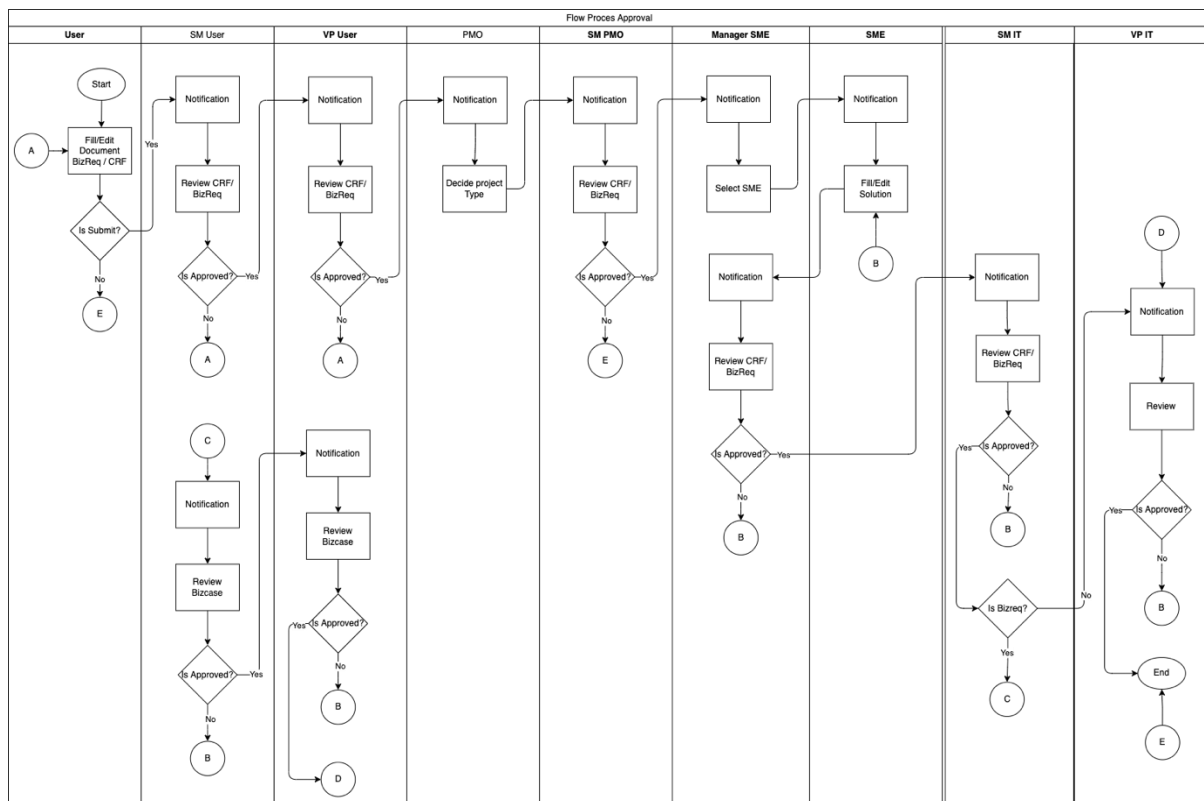 Flow Proces Approval
User
SM User
VP User
PMO
SM PMO
Manager SME
SME
SM IT
VP IT
Start
A
Fill/Edit
Document
BizReq / CRF
Is Submit?
Yes
No
E
Notification
Review CRF/
BizReq
Is Approved?
Yes
No
A
C
Notification
Review
Bizcase
Is Approved?
Yes
No
B
Notification
Review CRF/
BizReq
Is Approved?
Yes
No
A
Notification
Review
Bizcase
Is Approved?
Yes
No
B
D
Notification
Decide project
Type
Notification
Review CRF/
BizReq
Is Approved?
Yes
No
E
Notification
Select SME
Notification
Review CRF/
BizReq
Is Approved?
Yes
No
B
Notification
Fill/Edit
Solution
B
Notification
Review CRF/
BizReq
Is Approved?
Yes
No
B
Is Bizreq?
No
Yes
C
D
Notification
Review
Is Approved?
Yes
No
B
End
E